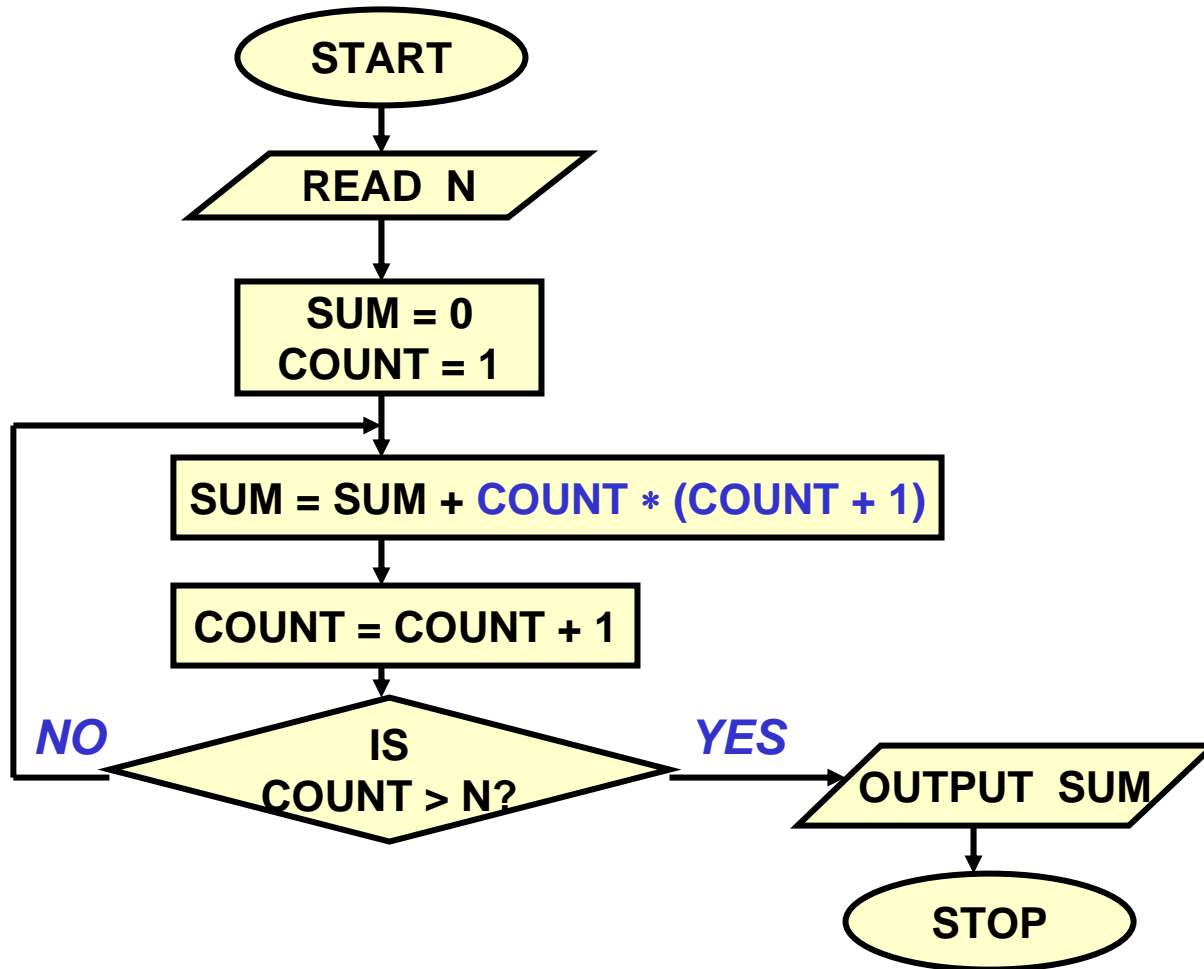 START
READ N
SUM = 0
COUNT = 1
SUM = SUM + COUNT * (COUNT + 1)
COUNT = COUNT + 1
IS
COUNT > N?
NO
YES
OUTPUT SUM
STOP